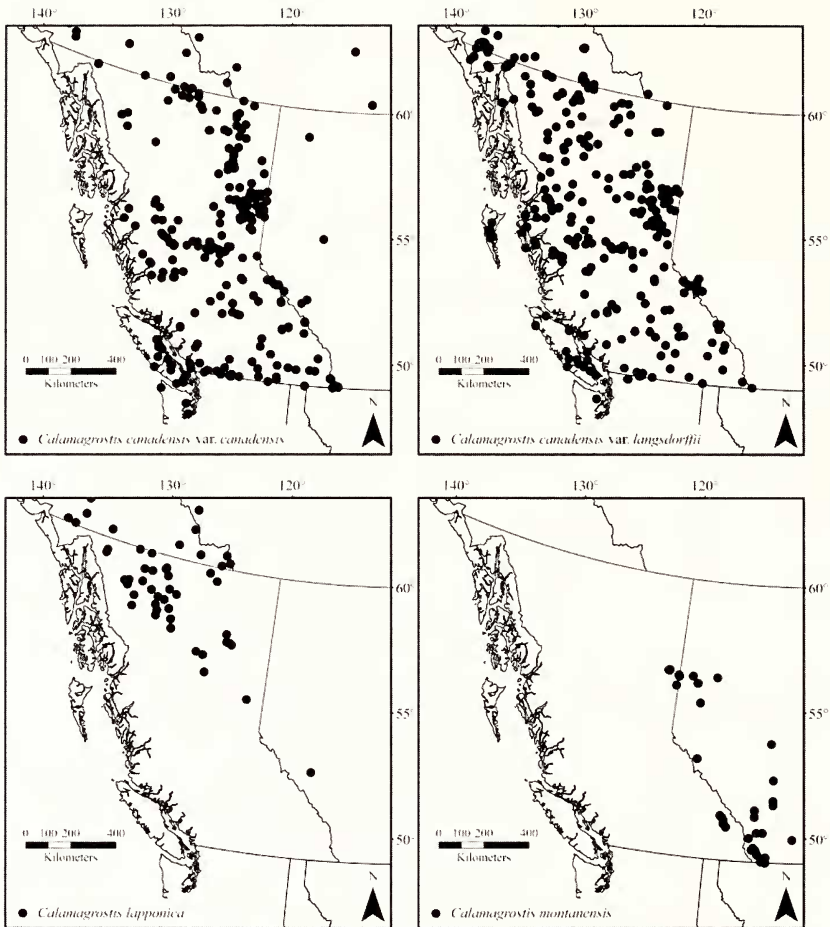 140° 130° 120°
60°
55°
50°
0 100 200 400
Kilometers
N
Calamagrostis canadensis var. canadensis
140° 130° 120°
60°
55°
50°
0 100 200 400
Kilometers
N
Calamagrostis canadensis var. langsdorffii
140° 130° 120°
60°
55°
50°
0 100 200 400
Kilometers
N
Calamagrostis lapponica
140° 130° 120°
60°
55°
50°
0 100 200 400
Kilometers
N
Calamagrostis montanensis